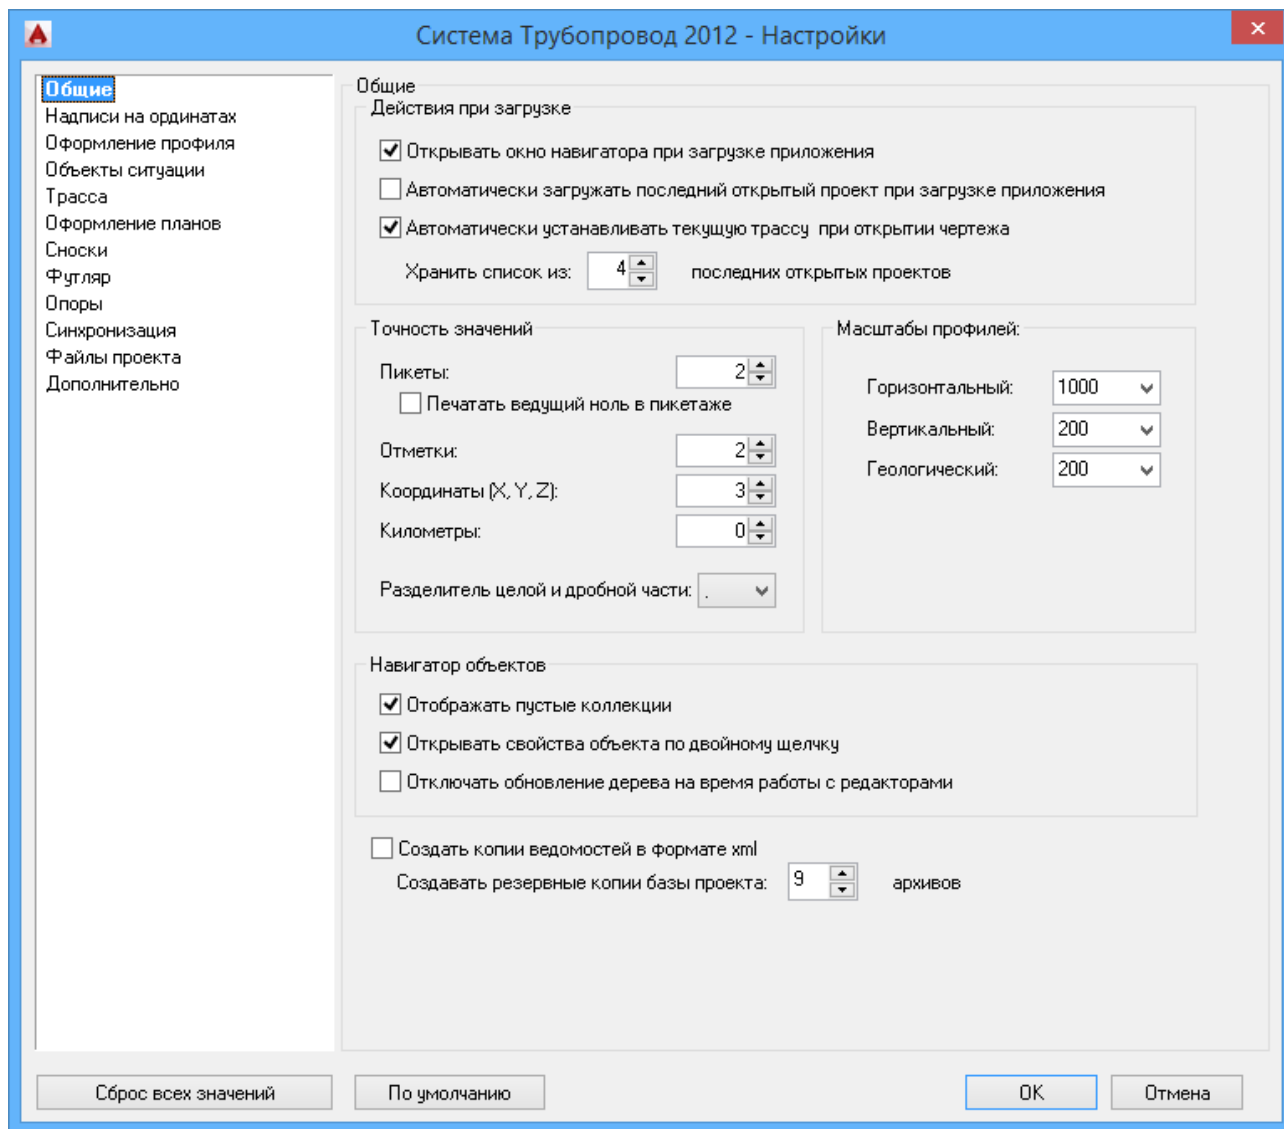 Система Трубопровод 2012 - Настройки
Общие
Надписи на ординатах
Оформление профиля
Объекты ситуации
Трасса
Оформление планов
Сноски
Футляр
Опоры
Синхронизация
Файлы проекта
Дополнительно
Общие
Действия при загрузке
Открывать окно навигатора при загрузке приложения
Автоматически загружать последний открытый проект при загрузке приложения
Автоматически устанавливать текущую трассу при открытии чертежа
Хранить список из: 4 последних открытых проектов
Точность значений
Пикеты: 2
Печатать ведущий ноль в пикетаже
Отметки: 2
Координаты (X, Y, Z): 3
Километры: 0
Разделитель целой и дробной части: .
Масштабы профилей:
Горизонтальный: 1000
Вертикальный: 200
Геологический: 200
Навигатор объектов
Отображать пустые коллекции
Открывать свойства объекта по двойному щелчку
Отключать обновление дерева на время работы с редакторами
Создать копии ведомостей в формате xml
Создавать резервные копии базы проекта: 9 архивов
Сброс всех значений
По умолчанию
OK
Отмена